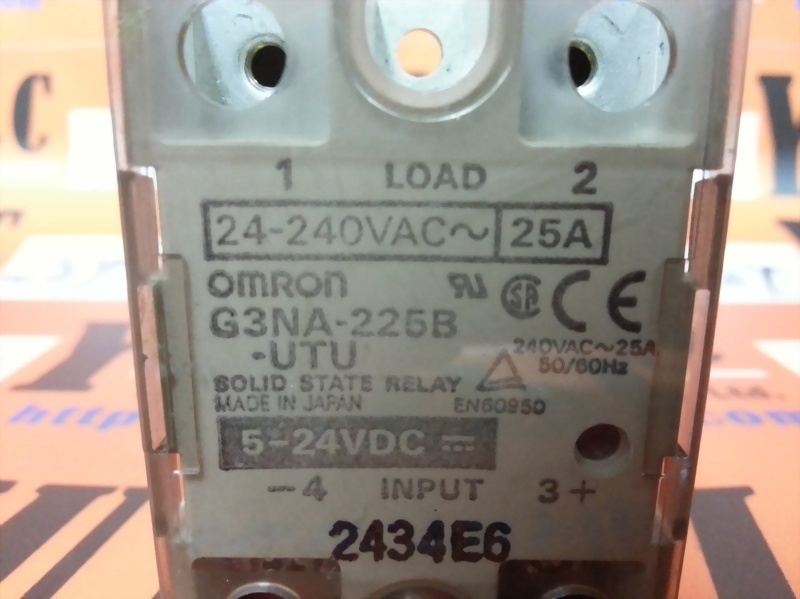 1 LOAD 2
24-240VAC~ 25A
OMRON
G3NA-225B
-UTU
240VAC~25A
50/60Hz
SOLID STATE RELAY
MADE IN JAPAN EN60950
5-24VDC
-4 INPUT 3+
2434E6